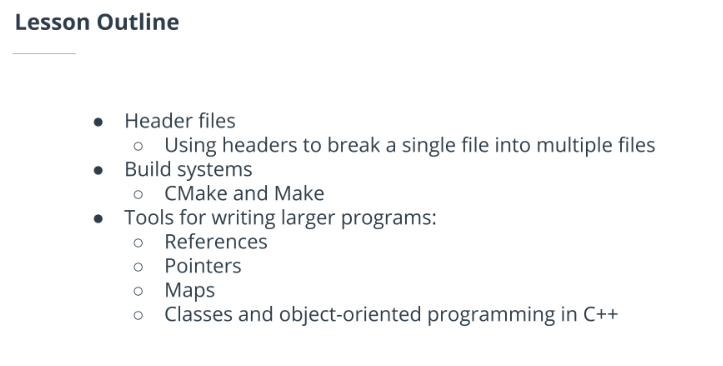 Lesson Outline
● Header files
○ Using headers to break a single file into multiple files
● Build systems
○ CMake and Make
● Tools for writing larger programs:
○ References
○ Pointers
○ Maps
○ Classes and object-oriented programming in C++